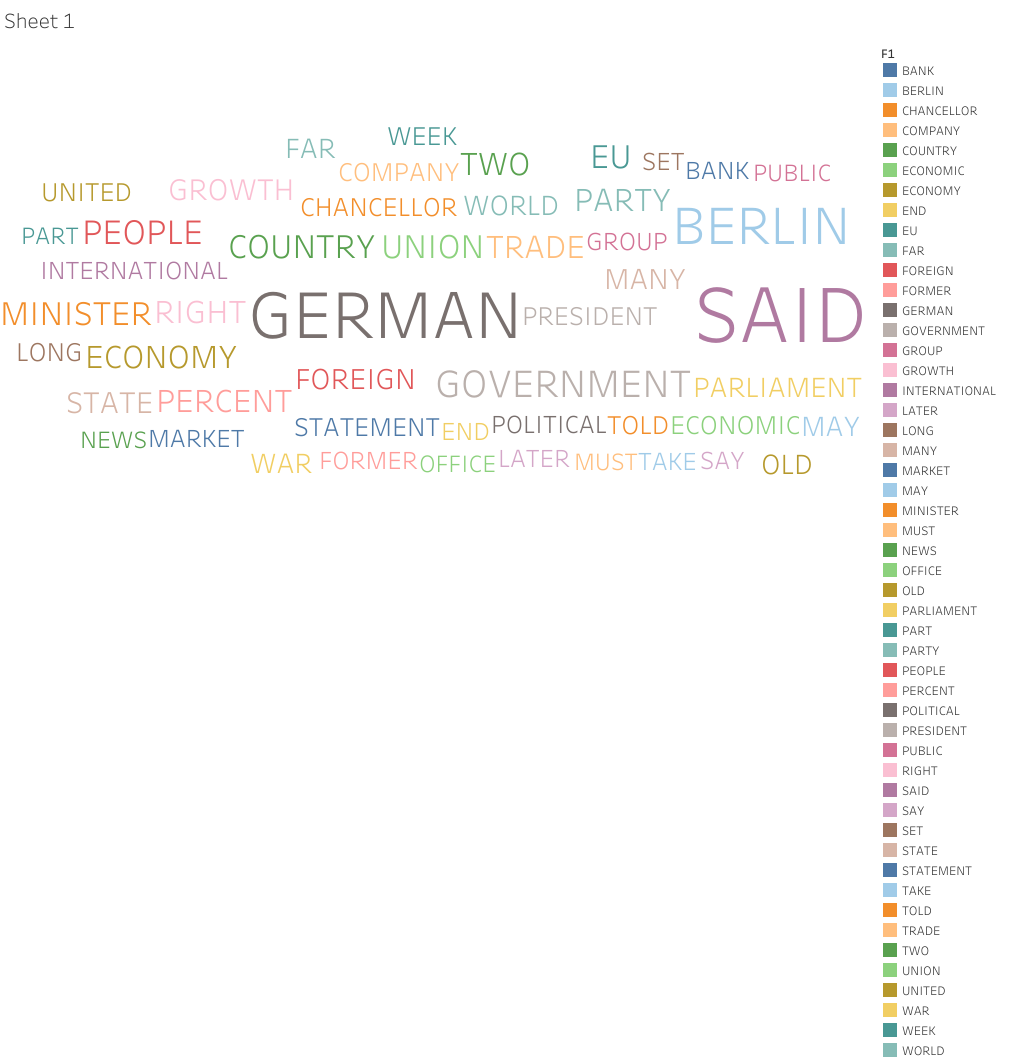 Sheet 1
WEEK
FAR
TWO
EU
SET
COMPANY
BANK
PUBLIC
UNITED
GROWTH
PARTY
CHANCELLOR
WORLD
BERLIN
PART
PEOPLE
COUNTRY
UNION
TRADE
GROUP
INTERNATIONAL
MANY
MINISTER
RIGHT
GERMAN
PRESIDENT
SAID
LONG
ECONOMY
FOREIGN
GOVERNMENT
PARLIAMENT
STATE
PERCENT
NEWS
MARKET
STATEMENT
END
POLITICAL
TOLD
ECONOMIC
MAY
WAR
FORMER
OFFICE
LATER
MUST
TAKE
SAY
OLD
F1
BANK
BERLIN
CHANCELLOR
COMPANY
COUNTRY
ECONOMIC
ECONOMY
END
EU
FAR
FOREIGN
FORMER
GERMAN
GOVERNMENT
GROUP
GROWTH
INTERNATIONAL
LATER
LONG
MANY
MARKET
MAY
MINISTER
MUST
NEWS
OFFICE
OLD
PARLIAMENT
PART
PARTY
PEOPLE
PERCENT
POLITICAL
PRESIDENT
PUBLIC
RIGHT
SAID
SAY
SET
STATE
STATEMENT
TAKE
TOLD
TRADE
TWO
UNION
UNITED
WAR
WEEK
WORLD